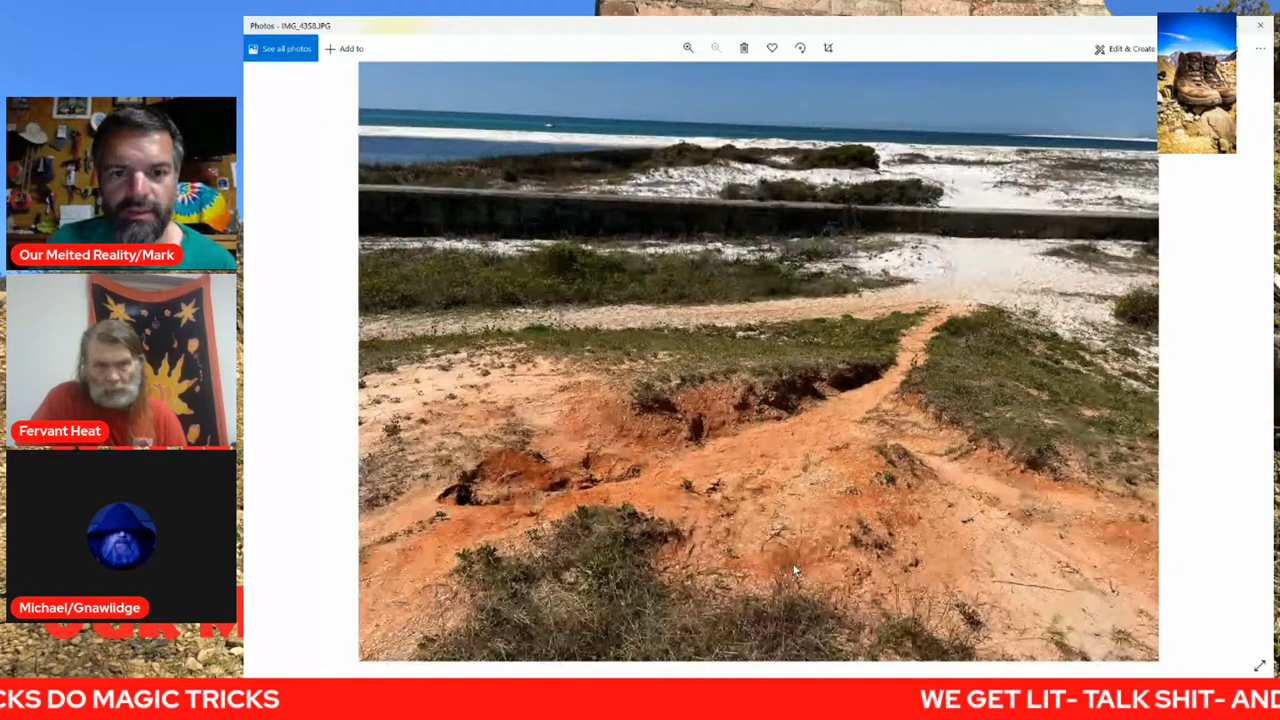 Photos - IMG_4358.JPG
See all photos
Add to
Edit & Create
Our Melted Reality/Mark
Fervant Heat
Michael/Gnawlidge
CKS DO MAGIC TRICKS
WE GET LIT- TALK SHIT- AND